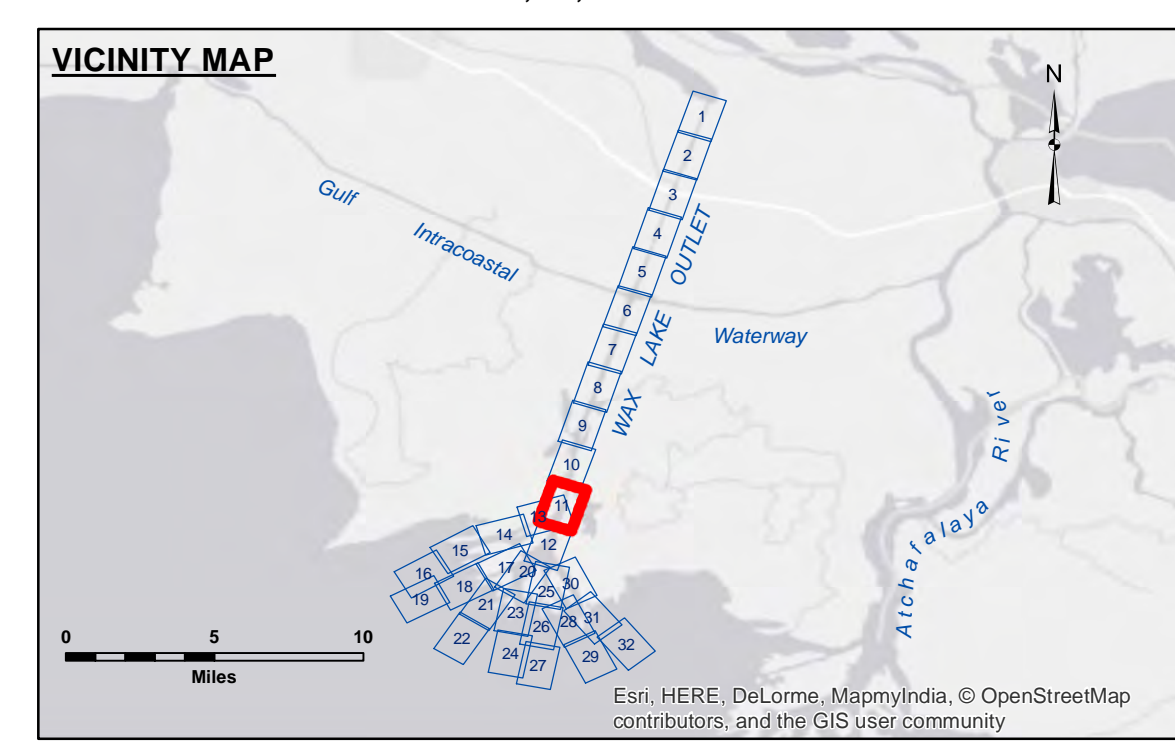 VICINITY MAP
N
1
2
3
4
5
6
7
8
9
10
11
13
12
14
15
16
17
20
18
19
21
25
30
23
22
26
28
31
24
27
29
32
Gulf
Intracoastal
Waterway
WAX LAKE OUTLET
Atchafalaya River
0 5 10
Miles
Esri, HERE, DeLorme, MapmyIndia, © OpenStreetMap
contributors, and the GIS user community